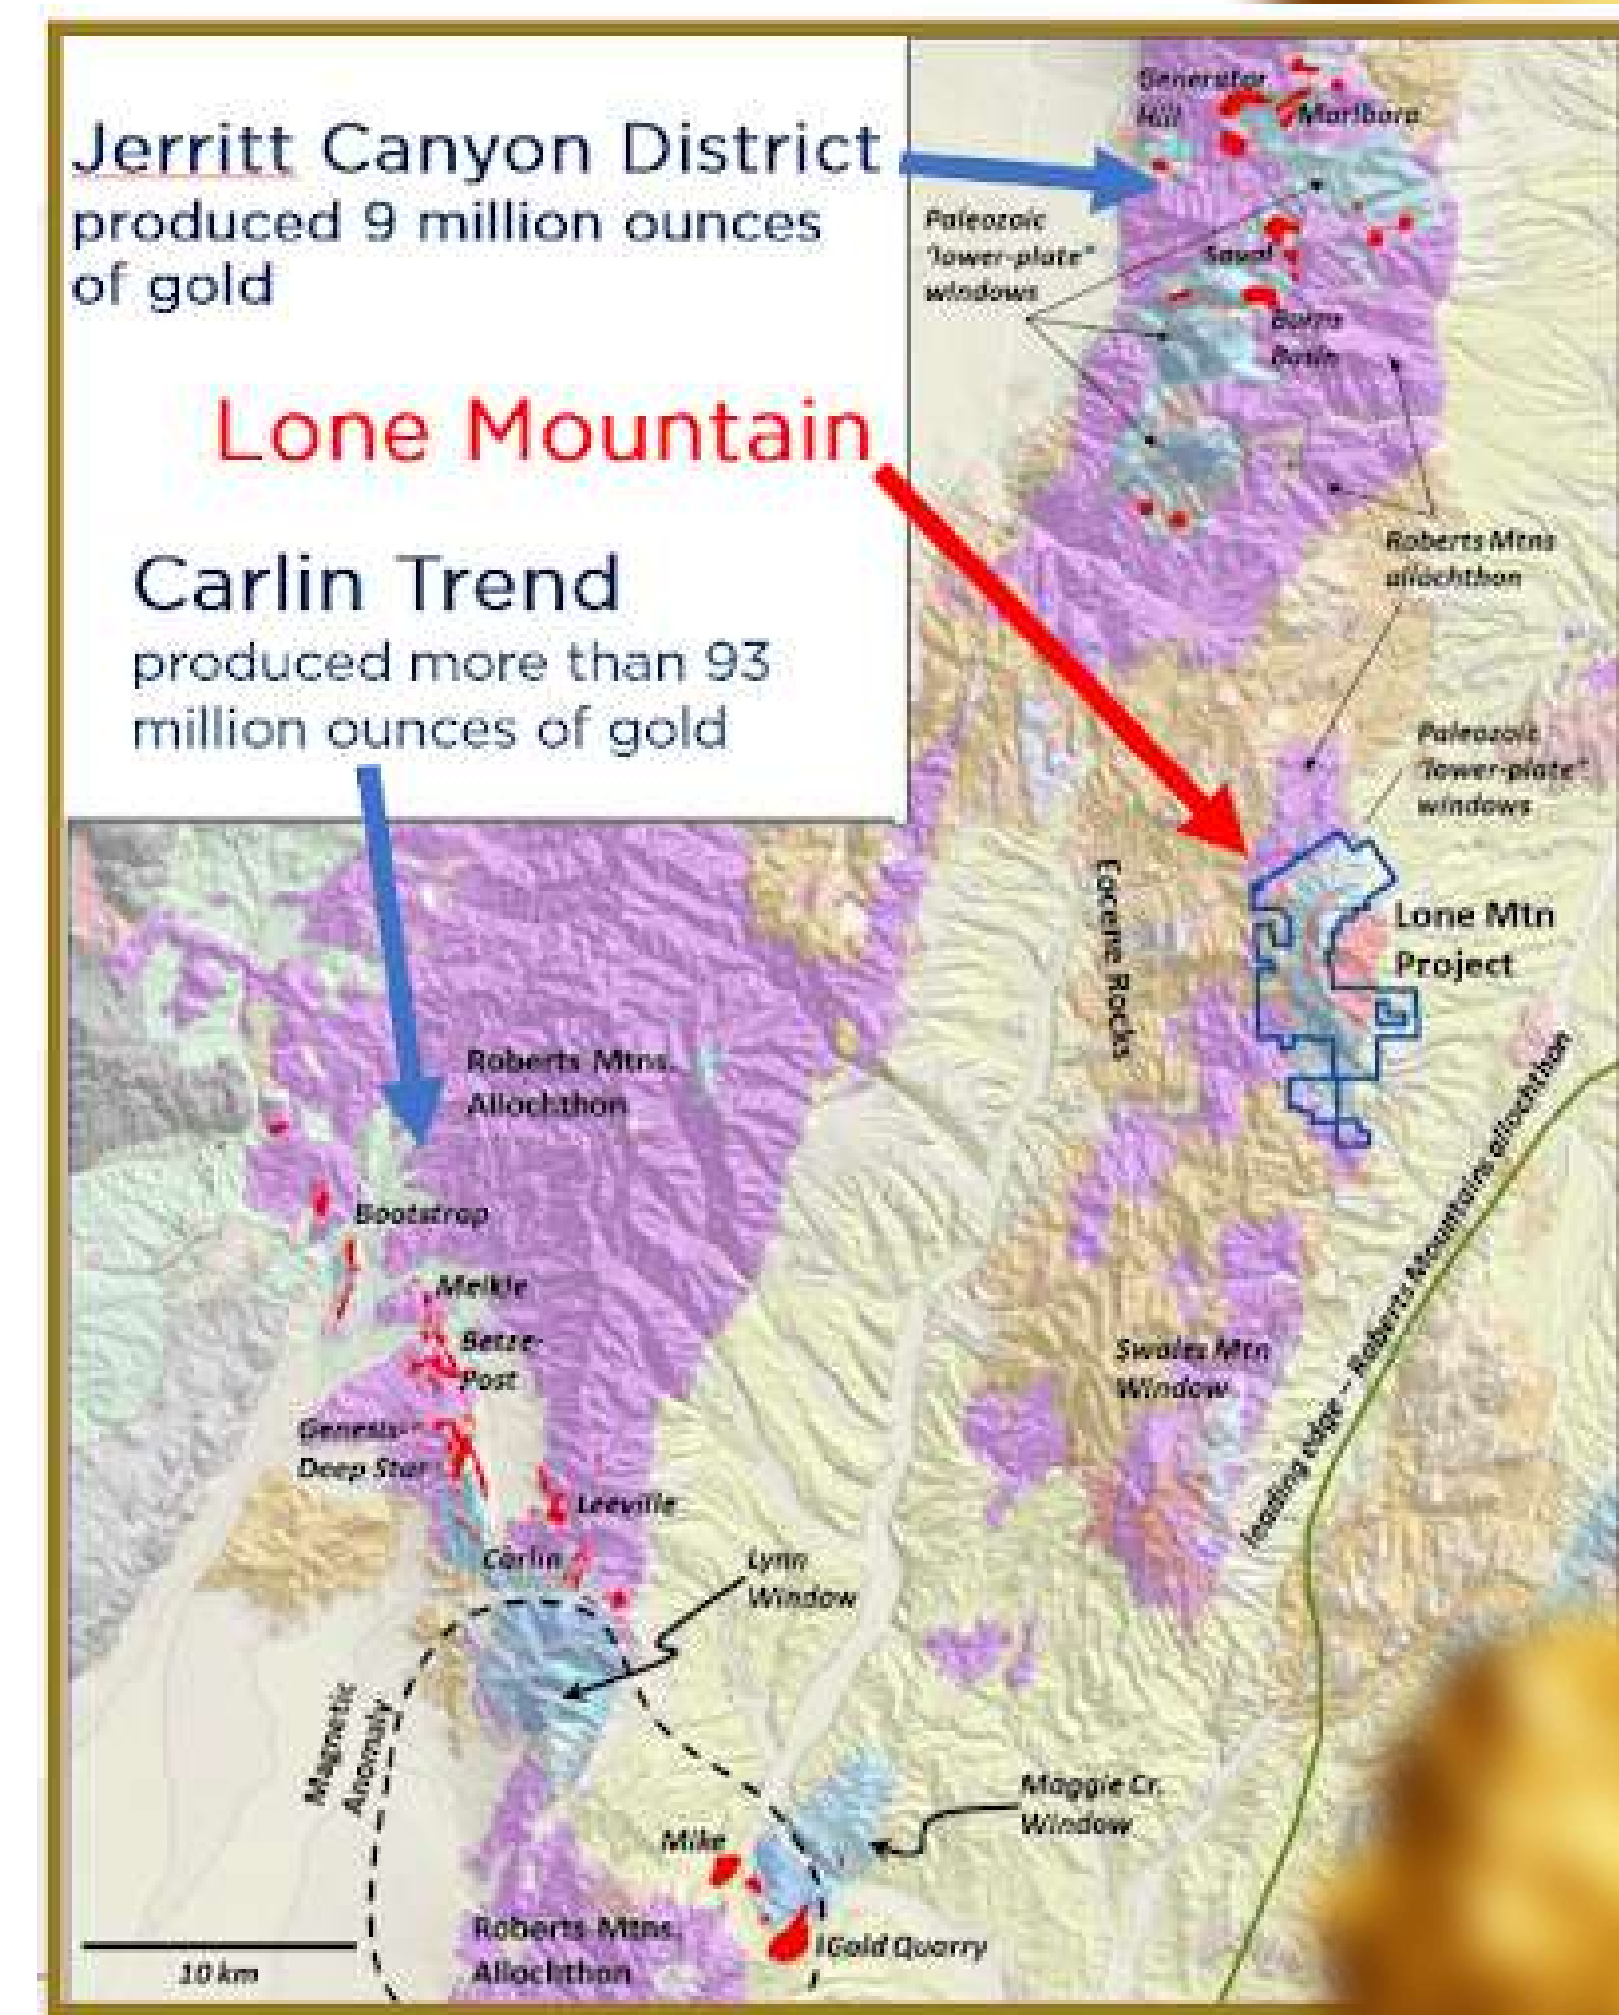 Jerritt Canyon District
produced 9 million ounces
of gold
Lone Mountain
Carlin Trend
produced more than 93
million ounces of gold
Generator
Hill
Marlboro
Paleozoic
"lower-plate"
windows
Saval
Burns
Basin
Roberts Mtns
allochthon
Paleozoic
"lower-plate"
windows
Eocene Rocks
Lone Mtn
Project
Roberts Mtns.
Allochthon
leading edge – Roberts Mountains allochthon
Bootstrap
Meikle
Betze-
Post
Swales Mtn
Window
Genesis-
Deep Star
Leeville
Carlin
Lynn
Window
Magnetic
Anomaly
Maggie Cr.
Window
Mike
Gold Quarry
Roberts Mtns.
Allochthon
10 km